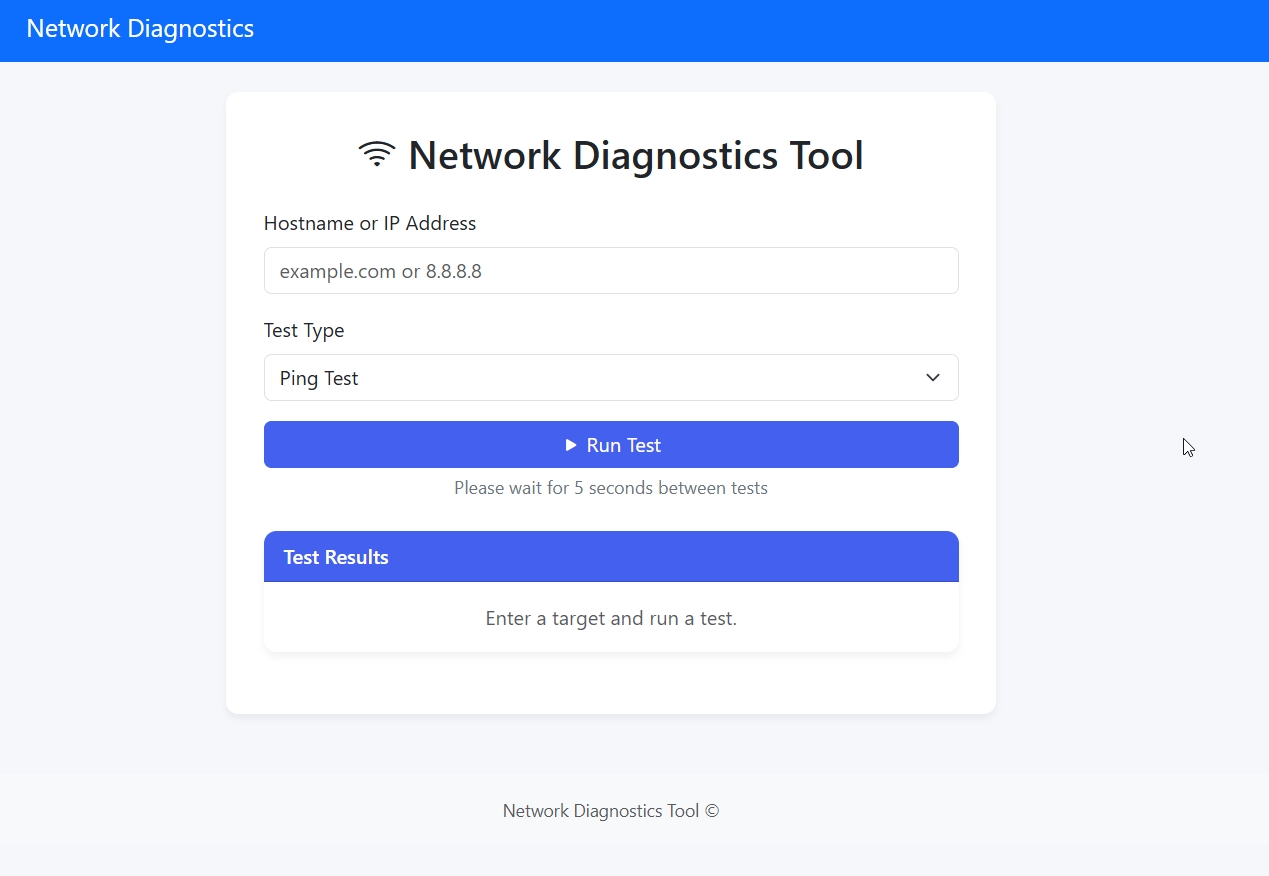 Network Diagnostics
Network Diagnostics Tool
Hostname or IP Address
example.com or 8.8.8.8
Test Type
Ping Test
Run Test
Please wait for 5 seconds between tests
Test Results
Enter a target and run a test.
Network Diagnostics Tool ©